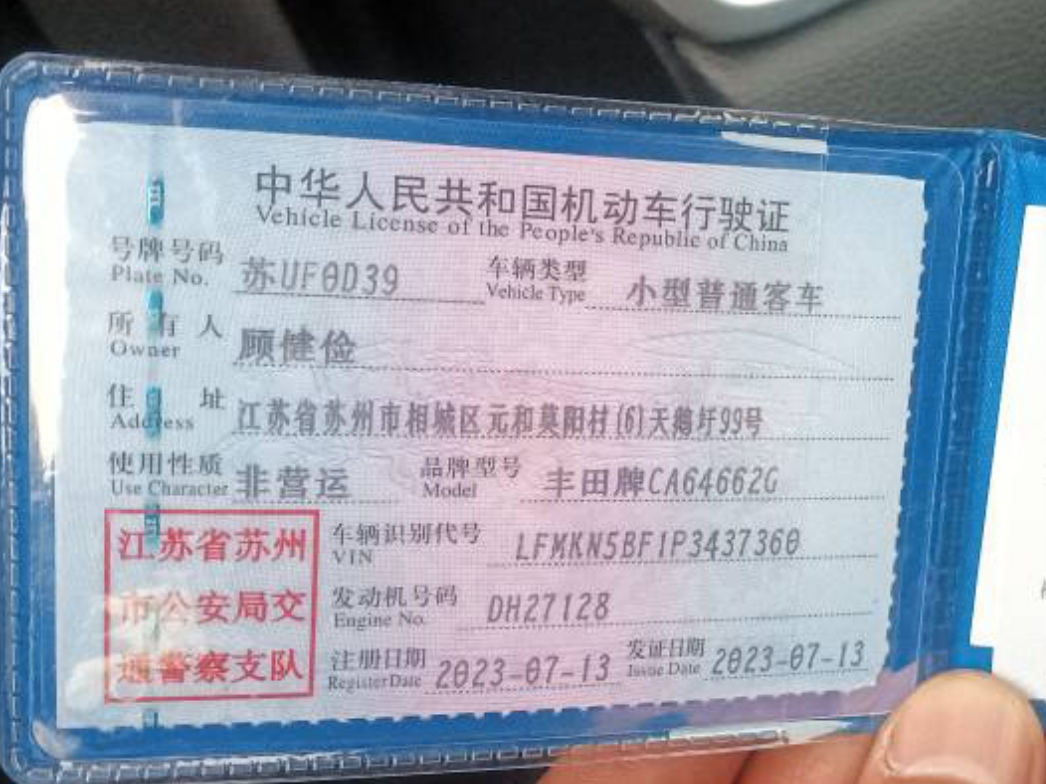 中华人民共和国机动车行驶证
Vehicle License of the People's Republic of China
号牌号码 苏UF0D39 车辆类型 小型普通客车
Plate No. Vehicle Type
所有人 顾健俭
Owner
住址 江苏省苏州市相城区元和莫阳村(6)天鹅圩99号
Address
使用性质 非营运 品牌型号 丰田牌CA64662G
Use Character Model
江苏省苏州 车辆识别代号 LFMKN5BF1P3437360
VIN
市公安局交 发动机号码 DH27128
Engine No.
通警察支队 注册日期 2023-07-13 发证日期 2023-07-13
Register Date Issue Date